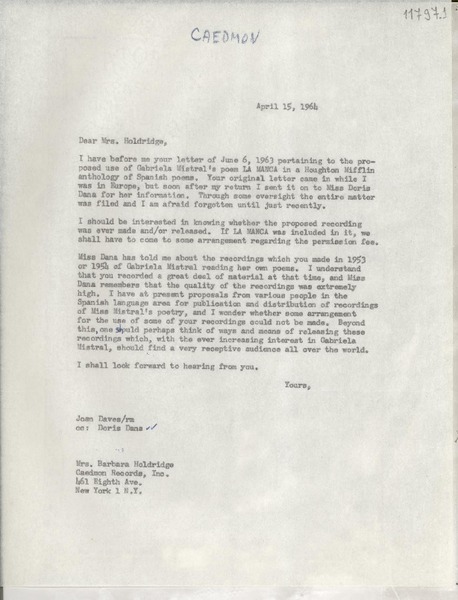 11797.1
CAEDMON
April 15, 1964
Dear Mrs. Holdridge,
I have before me your letter of June 6, 1963 pertaining to the pro-
posed use of Gabriela Mistral's poem LA MANCA in a Houghton Mifflin
anthology of Spanish poems. Your original letter came in while I
was in Europe, but soon after my return I sent it on to Miss Doris
Dana for her information. Through some oversight the entire matter
was filed and I am afraid forgotten until just recently.
I should be interested in knowing whether the proposed recording
was ever made and/or released. If LA MANCA was included in it, we
shall have to come to some arrangement regarding the permission fee.
Miss Dana has told me about the recordings which you made in 1953
or 1954 of Gabriela Mistral reading her own poems. I understand
that you recorded a great deal of material at that time, and Miss
Dana remembers that the quality of the recordings was extremely
high. I have at present proposals from various people in the
Spanish language area for publication and distribution of recordings
of Miss Mistral's poetry, and I wonder whether some arrangement
for the use of some of your recordings could not be made. Beyond
this, one should perhaps think of ways and means of releasing these
recordings which, with the ever increasing interest in Gabriela
Mistral, should find a very receptive audience all over the world.
I shall look forward to hearing from you.
Yours,
Joan Daves/rm
cc: Doris Dana
Mrs. Barbara Holdridge
Caedmon Records, Inc.
461 Eighth Ave.
New York 1 N.Y.